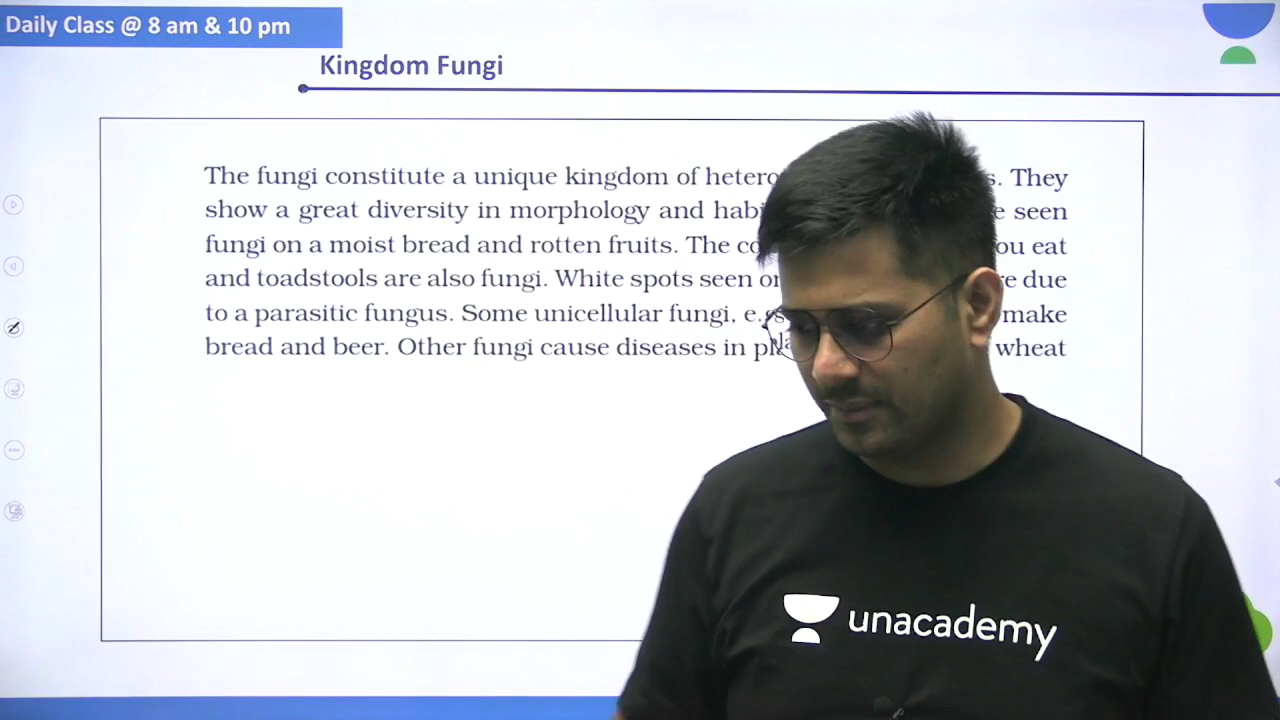 Daily Class @ 8 am & 10 pm
Kingdom Fungi
The fungi constitute a unique kingdom of s. They
show a great diversity in morphology and seen
fungi on a moist bread and rotten fruits. The ou eat
and toadstools are also fungi. White spots seen re due
to a parasitic fungus. Some unicellular fungi, e.g make
bread and beer. Other fungi cause diseases in wheat
unacademy